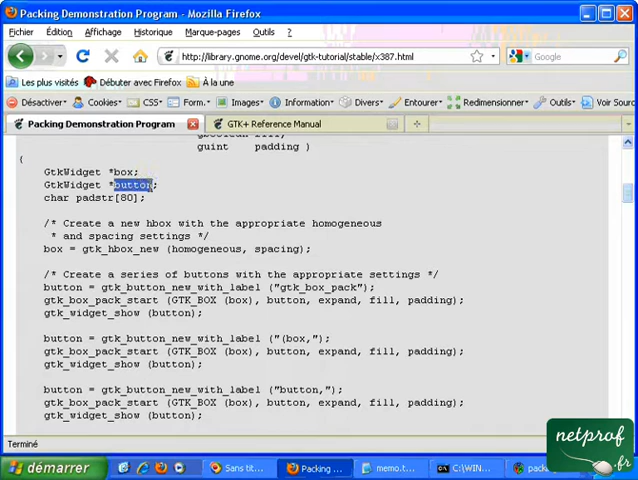 Packing Demonstration Program - Mozilla Firefox
Fichier Édition Affichage Historique Marque-pages Outils ?
http://library.gnome.org/devel/gtk-tutorial/stable/x387.html Google
Les plus visités Débuter avec Firefox À la une
Désactiver Cookies CSS Form. Images Information Divers Entourer Redimensionner Outils Voir Sour
Packing Demonstration Program GTK+ Reference Manual
guint padding )
{
GtkWidget *box;
GtkWidget *button;
char padstr[80];
/* Create a new hbox with the appropriate homogeneous
* and spacing settings */
box = gtk_hbox_new (homogeneous, spacing);
/* Create a series of buttons with the appropriate settings */
button = gtk_button_new_with_label ("gtk_box_pack");
gtk_box_pack_start (GTK_BOX (box), button, expand, fill, padding);
gtk_widget_show (button);
button = gtk_button_new_with_label ("(box,");
gtk_box_pack_start (GTK_BOX (box), button, expand, fill, padding);
gtk_widget_show (button);
button = gtk_button_new_with_label ("button,");
gtk_box_pack_start (GTK_BOX (box), button, expand, fill, padding);
gtk_widget_show (button);
Terminé
netprof
.fr
démarrer Sans tit... Packing ... memo.t... C:\WIN... pack